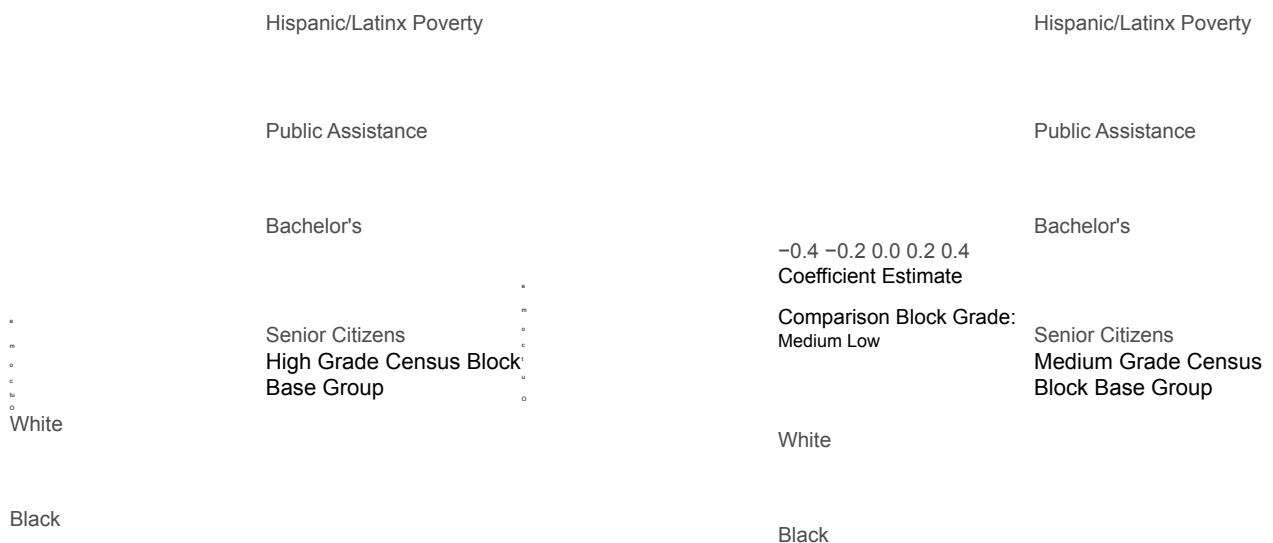 Hispanic/Latinx Poverty
Public Assistance
Bachelor's
Senior Citizens
High Grade Census Block
Base Group
White
Black
−0.4 −0.2 0.0 0.2 0.4
Coefficient Estimate
Comparison Block Grade:
Medium Low
White
Black
Hispanic/Latinx Poverty
Public Assistance
Bachelor's
Senior Citizens
Medium Grade Census
Block Base Group